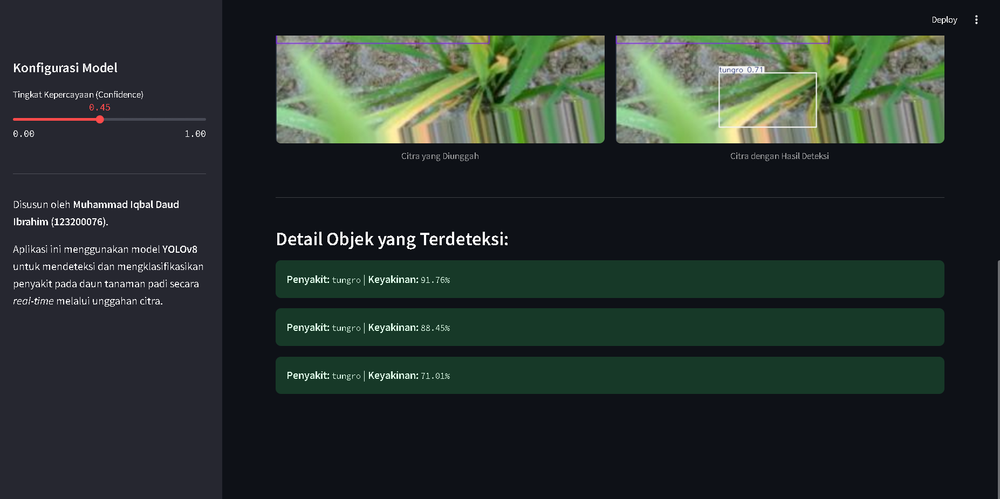 Deploy
Konfigurasi Model
Tingkat Kepercayaan (Confidence)
0.45
0.00 1.00
Disusun oleh Muhammad Iqbal Daud
Ibrahim (123200076).
Aplikasi ini menggunakan model YOLOv8
untuk mendeteksi dan mengklasifikasikan
penyakit pada daun tanaman padi secara
real-time melalui unggahan citra.
tungro 0.71
Citra yang Diunggah
Citra dengan Hasil Deteksi
Detail Objek yang Terdeteksi:
Penyakit: tungro | Keyakinan: 91.76%
Penyakit: tungro | Keyakinan: 88.45%
Penyakit: tungro | Keyakinan: 71.01%